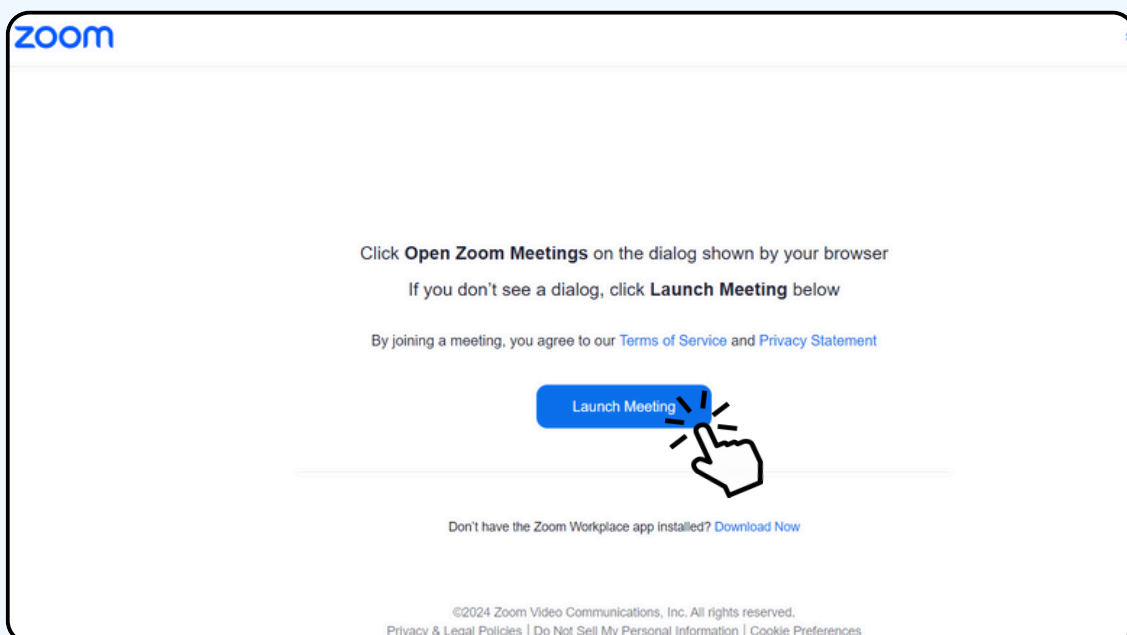 zoom
Click Open Zoom Meetings on the dialog shown by your browser
If you don't see a dialog, click Launch Meeting below
By joining a meeting, you agree to our Terms of Service and Privacy Statement
Launch Meeting
Don't have the Zoom Workplace app installed? Download Now
©2024 Zoom Video Communications, Inc. All rights reserved.
Privacy & Legal Policies | Do Not Sell My Personal Information | Cookie Preferences